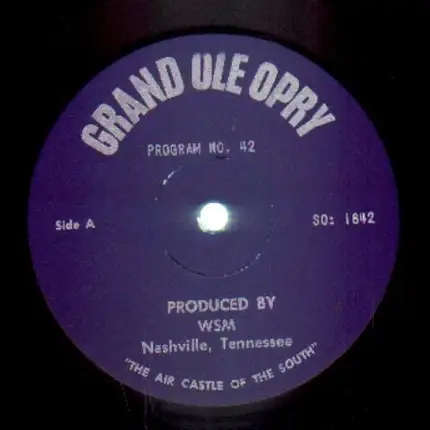 GRAND OLE OPRY
PROGRAM NO. 42
Side A
SO: 1842
PRODUCED BY
WSM
Nashville, Tennessee
"THE AIR CASTLE OF THE SOUTH"